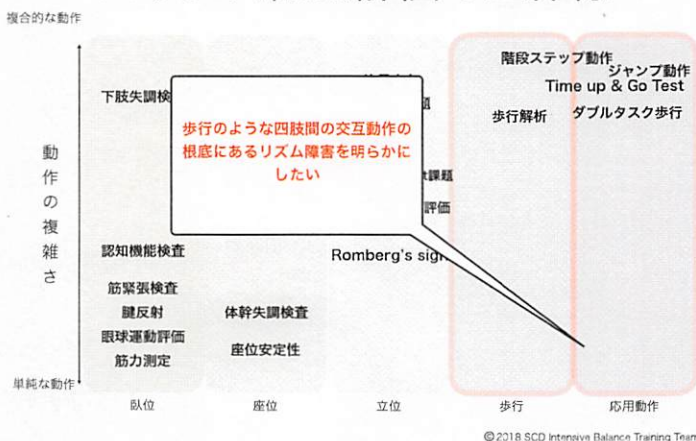 複合的な動作
階段ステップ動作
ジャンプ動作
Time up & Go Test
下肢失調検
歩行解析
ダブルタスク歩行
歩行のような四肢間の交互動作の
根底にあるリズム障害を明らかに
したい
動作の複雑さ
課題
評価
認知機能検査
Romberg's sign
筋緊張検査
腱反射
体幹失調検査
眼球運動評価
座位安定性
筋力測定
単純な動作
臥位
座位
立位
歩行
応用動作
©2018 SCD Intensive Balance Training Team